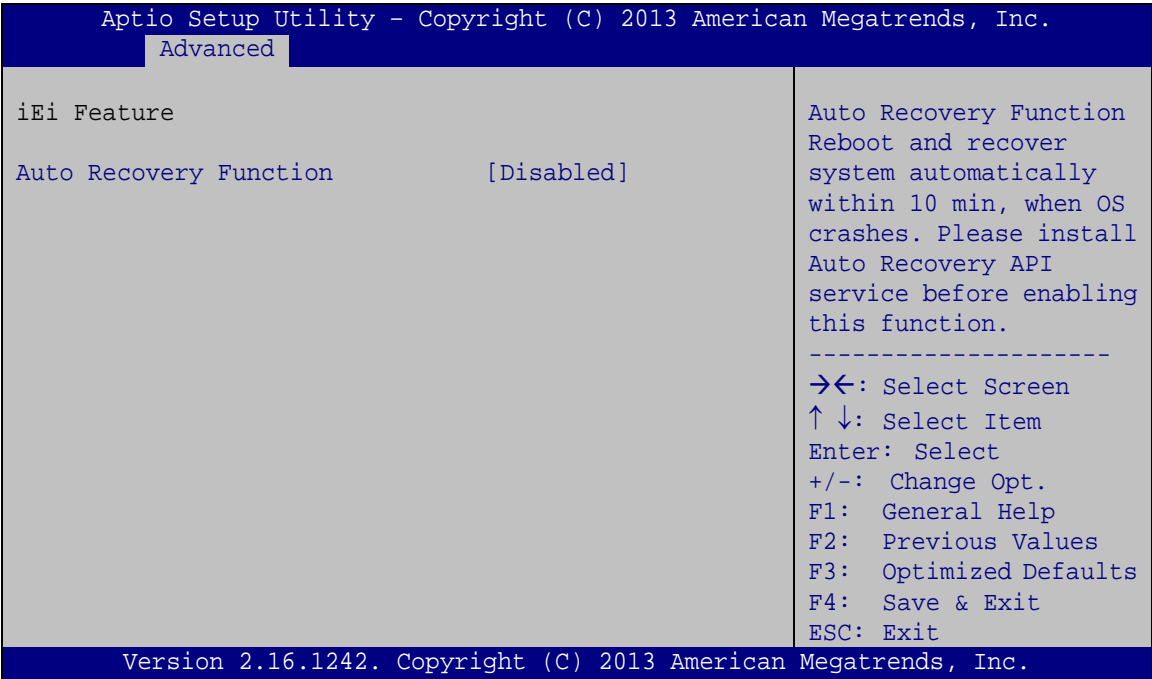 Aptio Setup Utility – Copyright (C) 2013 American Megatrends, Inc.
Advanced
iEi Feature
Auto Recovery Function [Disabled]
Auto Recovery Function
Reboot and recover
system automatically
within 10 min, when OS
crashes. Please install
Auto Recovery API
service before enabling
this function.
---------------------
→←: Select Screen
↑ ↓: Select Item
Enter: Select
+/-: Change Opt.
F1: General Help
F2: Previous Values
F3: Optimized Defaults
F4: Save & Exit
ESC: Exit
Version 2.16.1242. Copyright (C) 2013 American Megatrends, Inc.